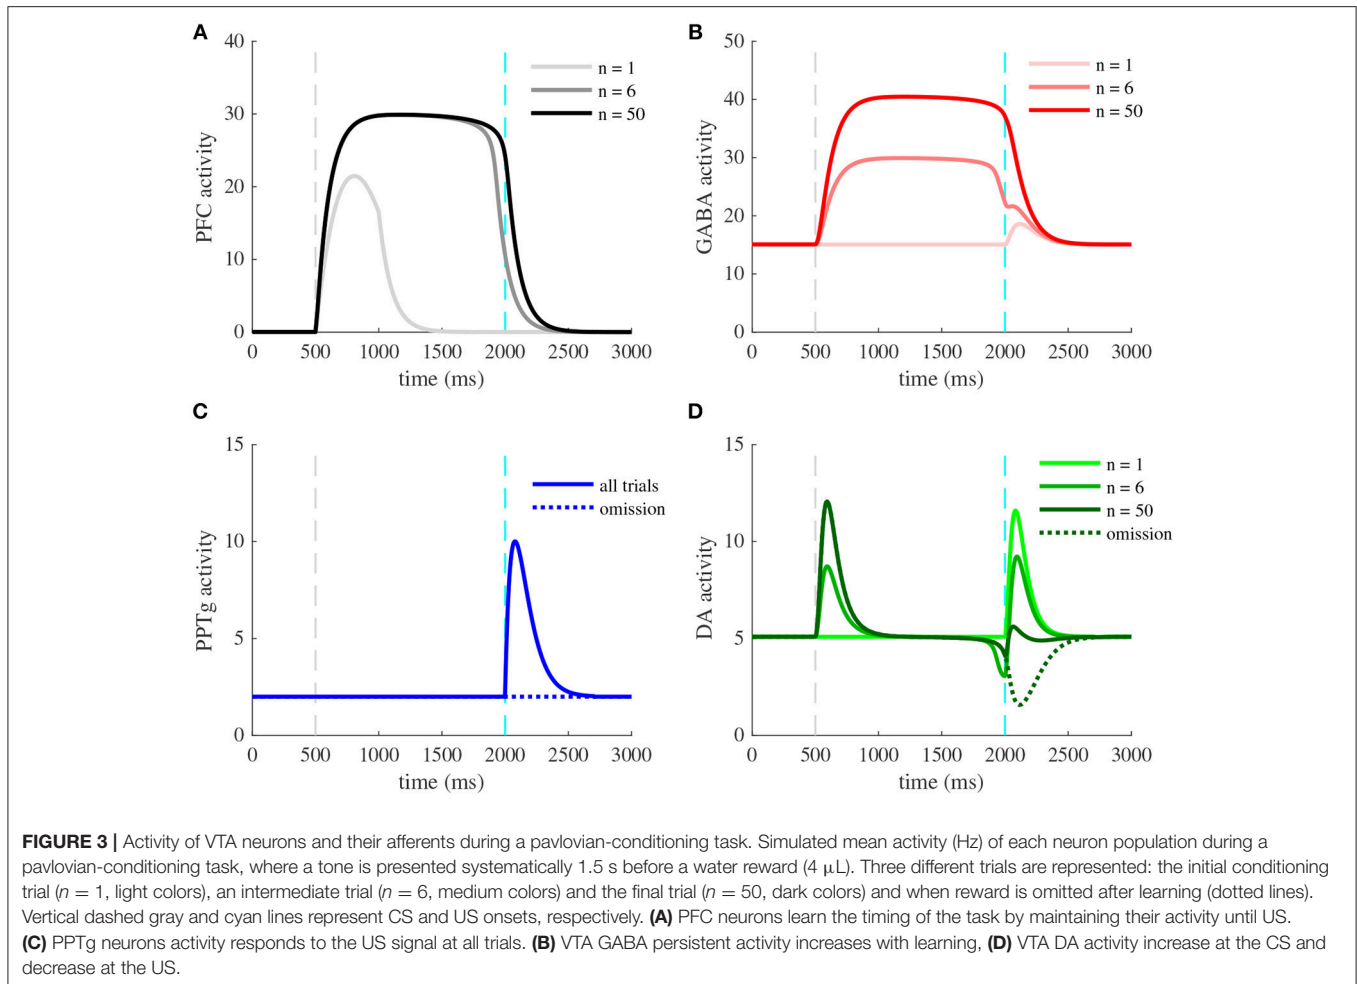 A
40
30
20
10
0
PFC activity
n = 1
n = 6
n = 50
0 500 1000 1500 2000 2500 3000
time (ms)
B
50
40
30
20
10
0
GABA activity
n = 1
n = 6
n = 50
0 500 1000 1500 2000 2500 3000
time (ms)
C
15
10
5
0
PPTg activity
all trials
omission
0 500 1000 1500 2000 2500 3000
time (ms)
D
15
10
5
0
DA activity
n = 1
n = 6
n = 50
omission
0 500 1000 1500 2000 2500 3000
time (ms)
FIGURE 3 | Activity of VTA neurons and their afferents during a pavlovian-conditioning task. Simulated mean activity (Hz) of each neuron population during a
pavlovian-conditioning task, where a tone is presented systematically 1.5 s before a water reward (4 μL). Three different trials are represented: the initial conditioning
trial (n = 1, light colors), an intermediate trial (n = 6, medium colors) and the final trial (n = 50, dark colors) and when reward is omitted after learning (dotted lines).
Vertical dashed gray and cyan lines represent CS and US onsets, respectively. (A) PFC neurons learn the timing of the task by maintaining their activity until US.
(C) PPTg neurons activity responds to the US signal at all trials. (B) VTA GABA persistent activity increases with learning, (D) VTA DA activity increase at the CS and
decrease at the US.